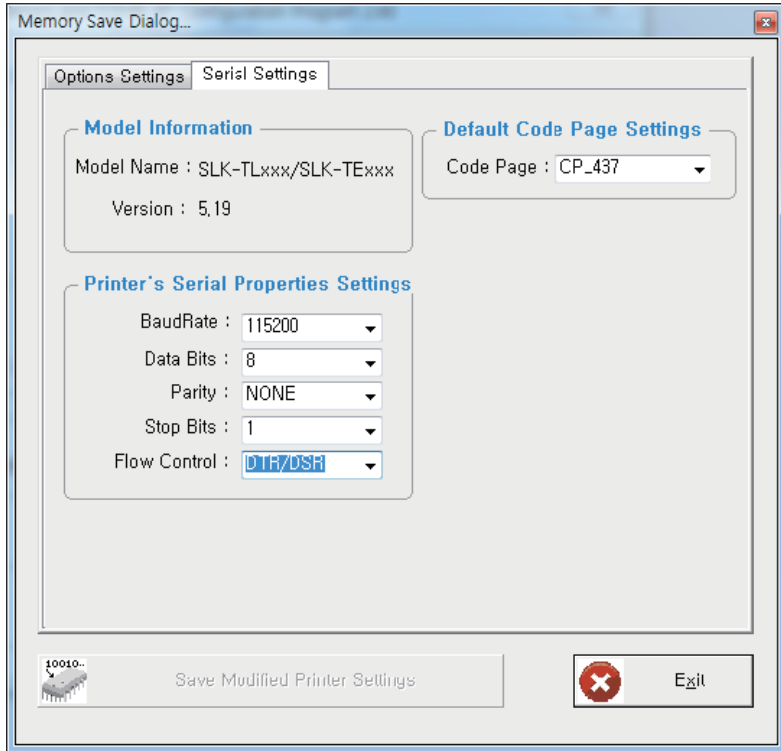 Memory Save Dialog...
Options Settings
Serial Settings
Model Information
Model Name : SLK-TLxxx/SLK-TExxx
Version : 5,19
Default Code Page Settings
Code Page : CP_437
Printer's Serial Properties Settings
BaudRate : 115200
Data Bits : 8
Parity : NONE
Stop Bits : 1
Flow Control : DTR/DSR
10010..
Save Modified Printer Settings
Exit